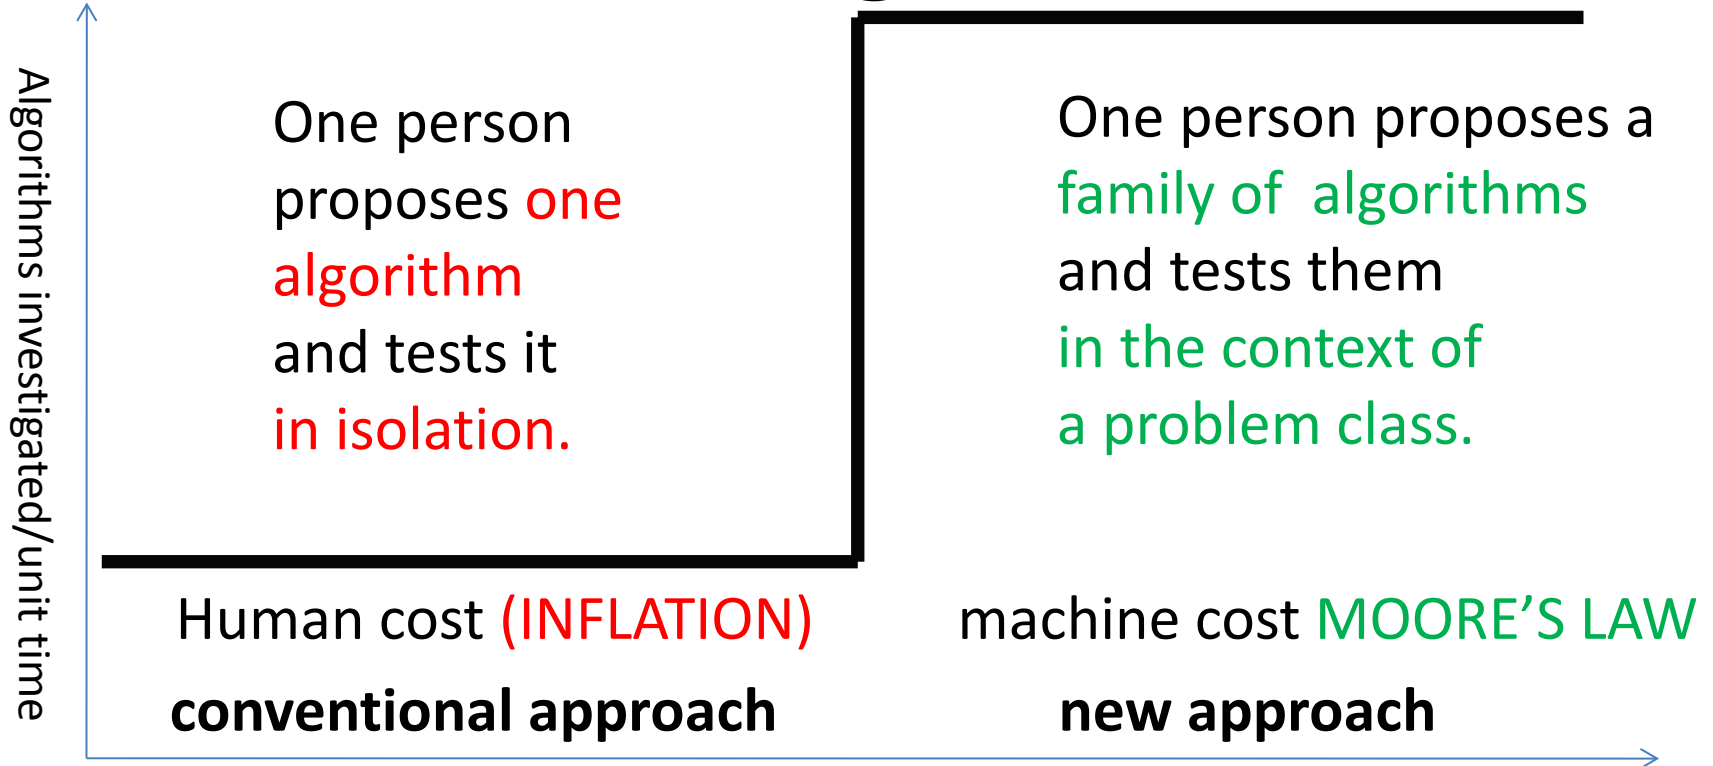 Algorithms investigated/unit time
One person
proposes one
algorithm
and tests it
in isolation.
One person proposes a
family of  algorithms
and tests them
in the context of
a problem class.
Human cost (INFLATION)
machine cost MOORE’S LAW
conventional approach
new approach